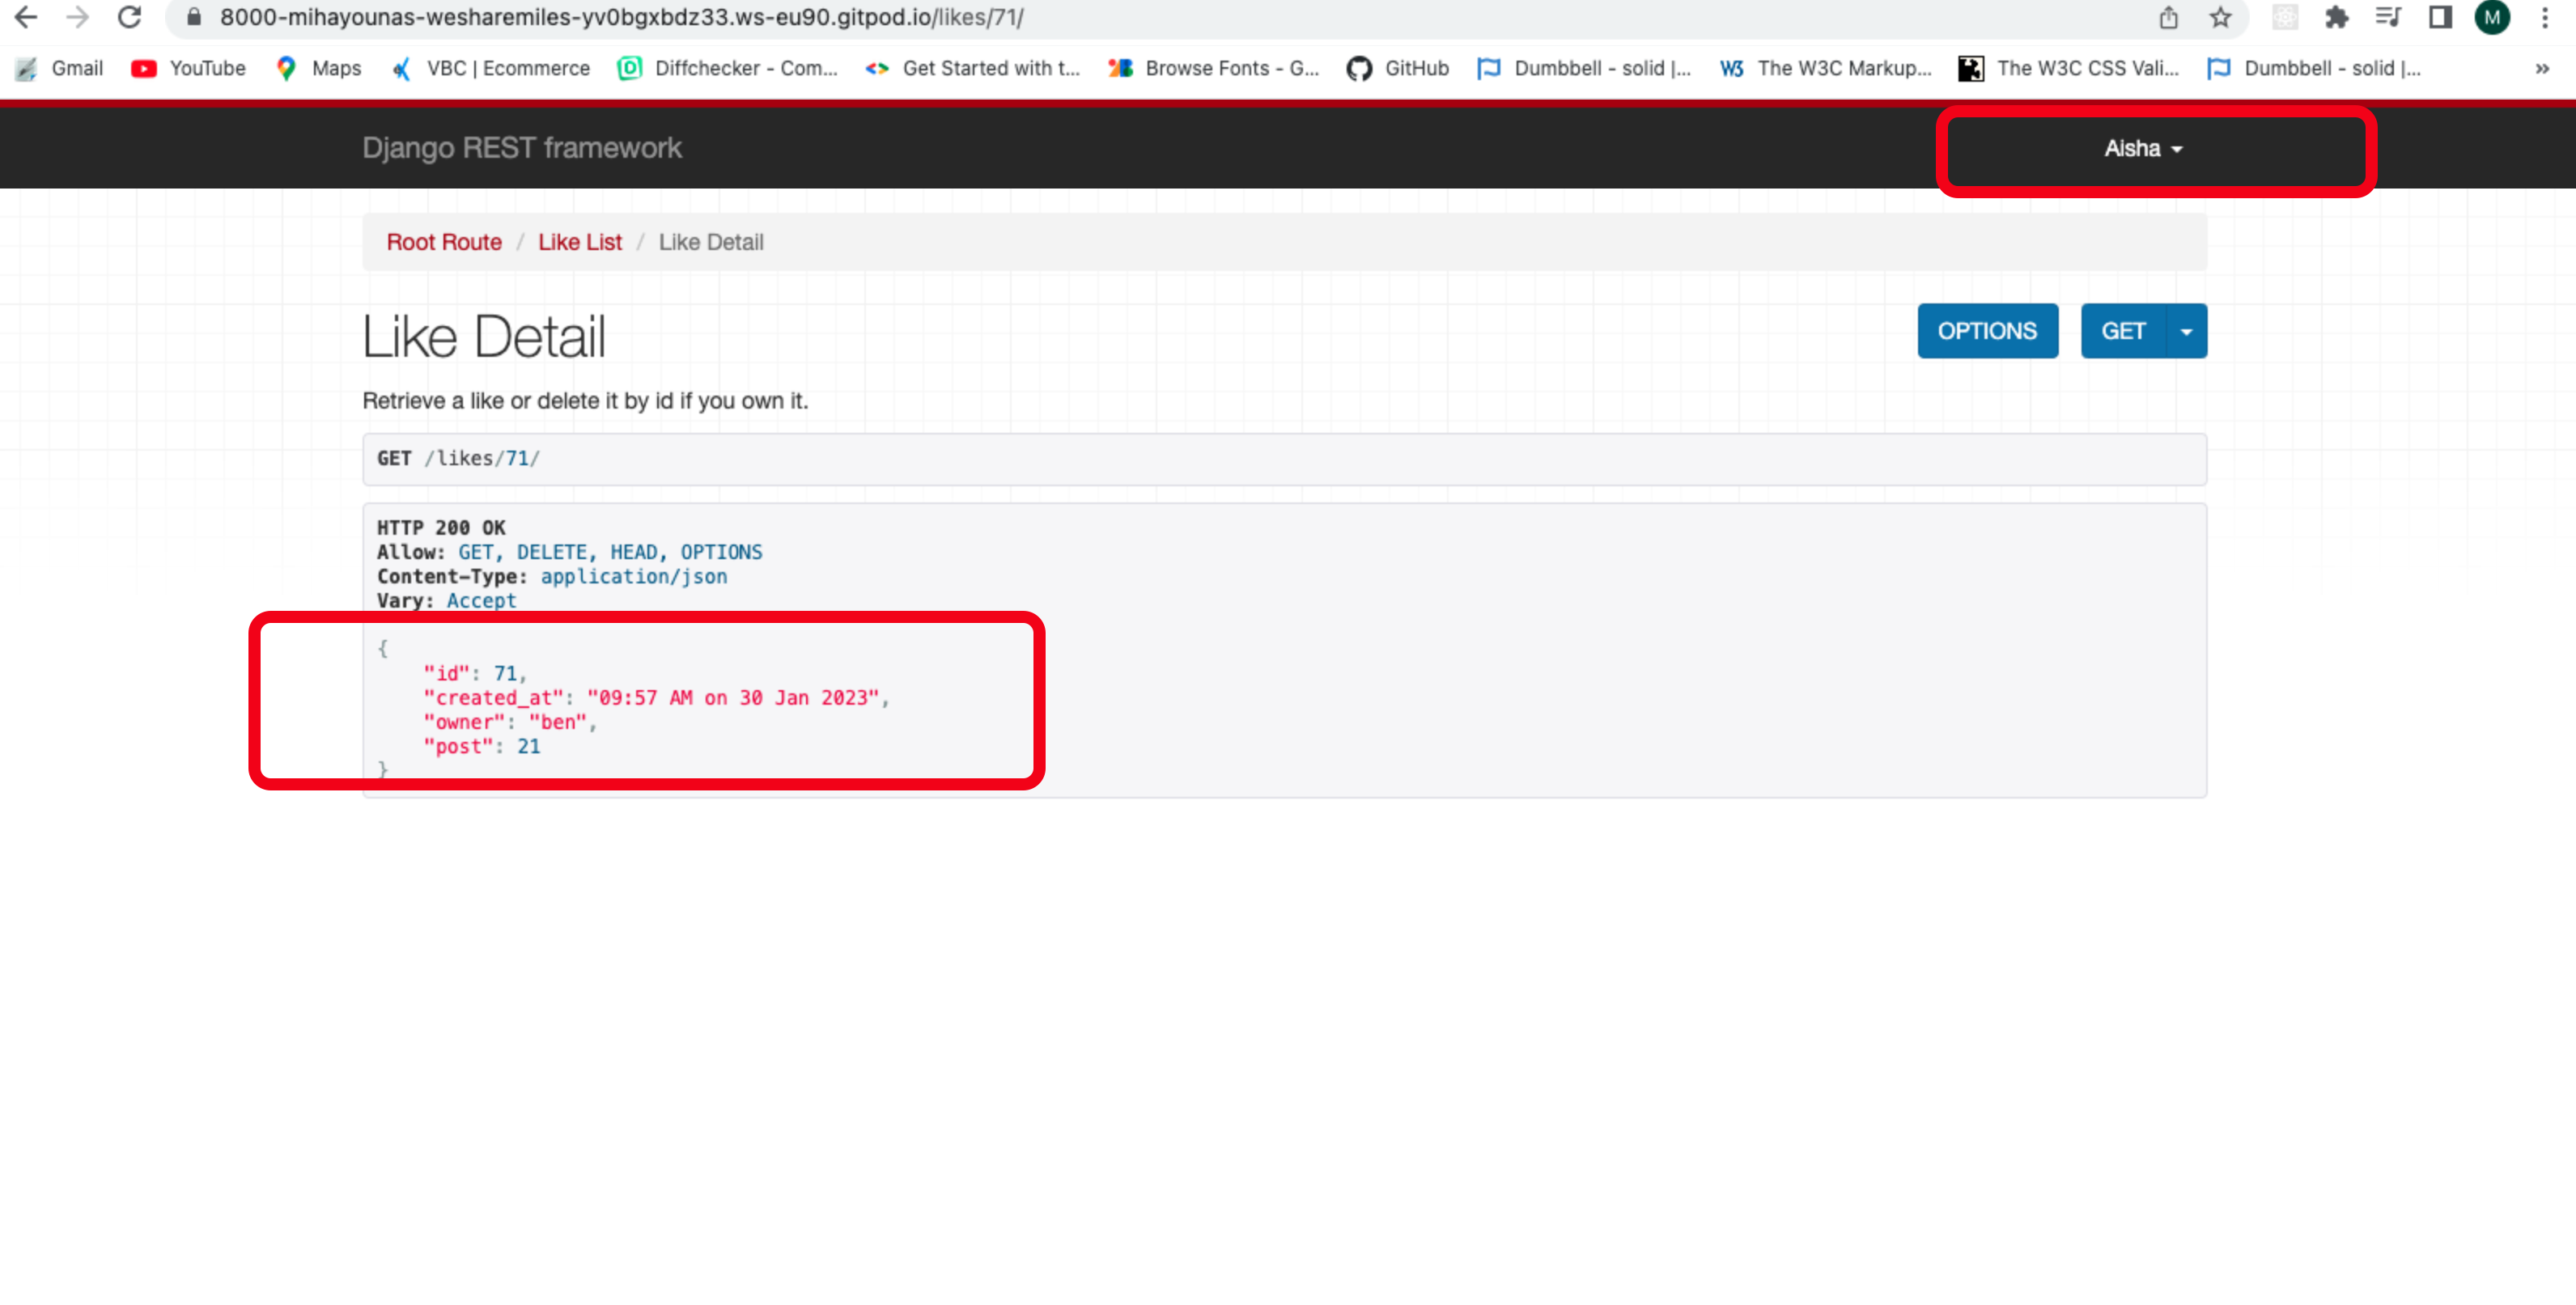 8000-mihayounas-wesharemiles-yv0bgxbdz33.ws-eu90.gitpod.io/likes/71/
M
Gmail YouTube Maps VBC | Ecommerce Diffchecker - Com... Get Started with t... Browse Fonts - G... GitHub Dumbbell - solid |... The W3C Markup... The W3C CSS Vali... Dumbbell - solid |... »
Django REST framework Aisha
Root Route / Like List / Like Detail
Like Detail OPTIONS GET
Retrieve a like or delete it by id if you own it.
GET /likes/71/
HTTP 200 OK
Allow: GET, DELETE, HEAD, OPTIONS
Content-Type: application/json
Vary: Accept
{
"id": 71,
"created_at": "09:57 AM on 30 Jan 2023",
"owner": "ben",
"post": 21
}